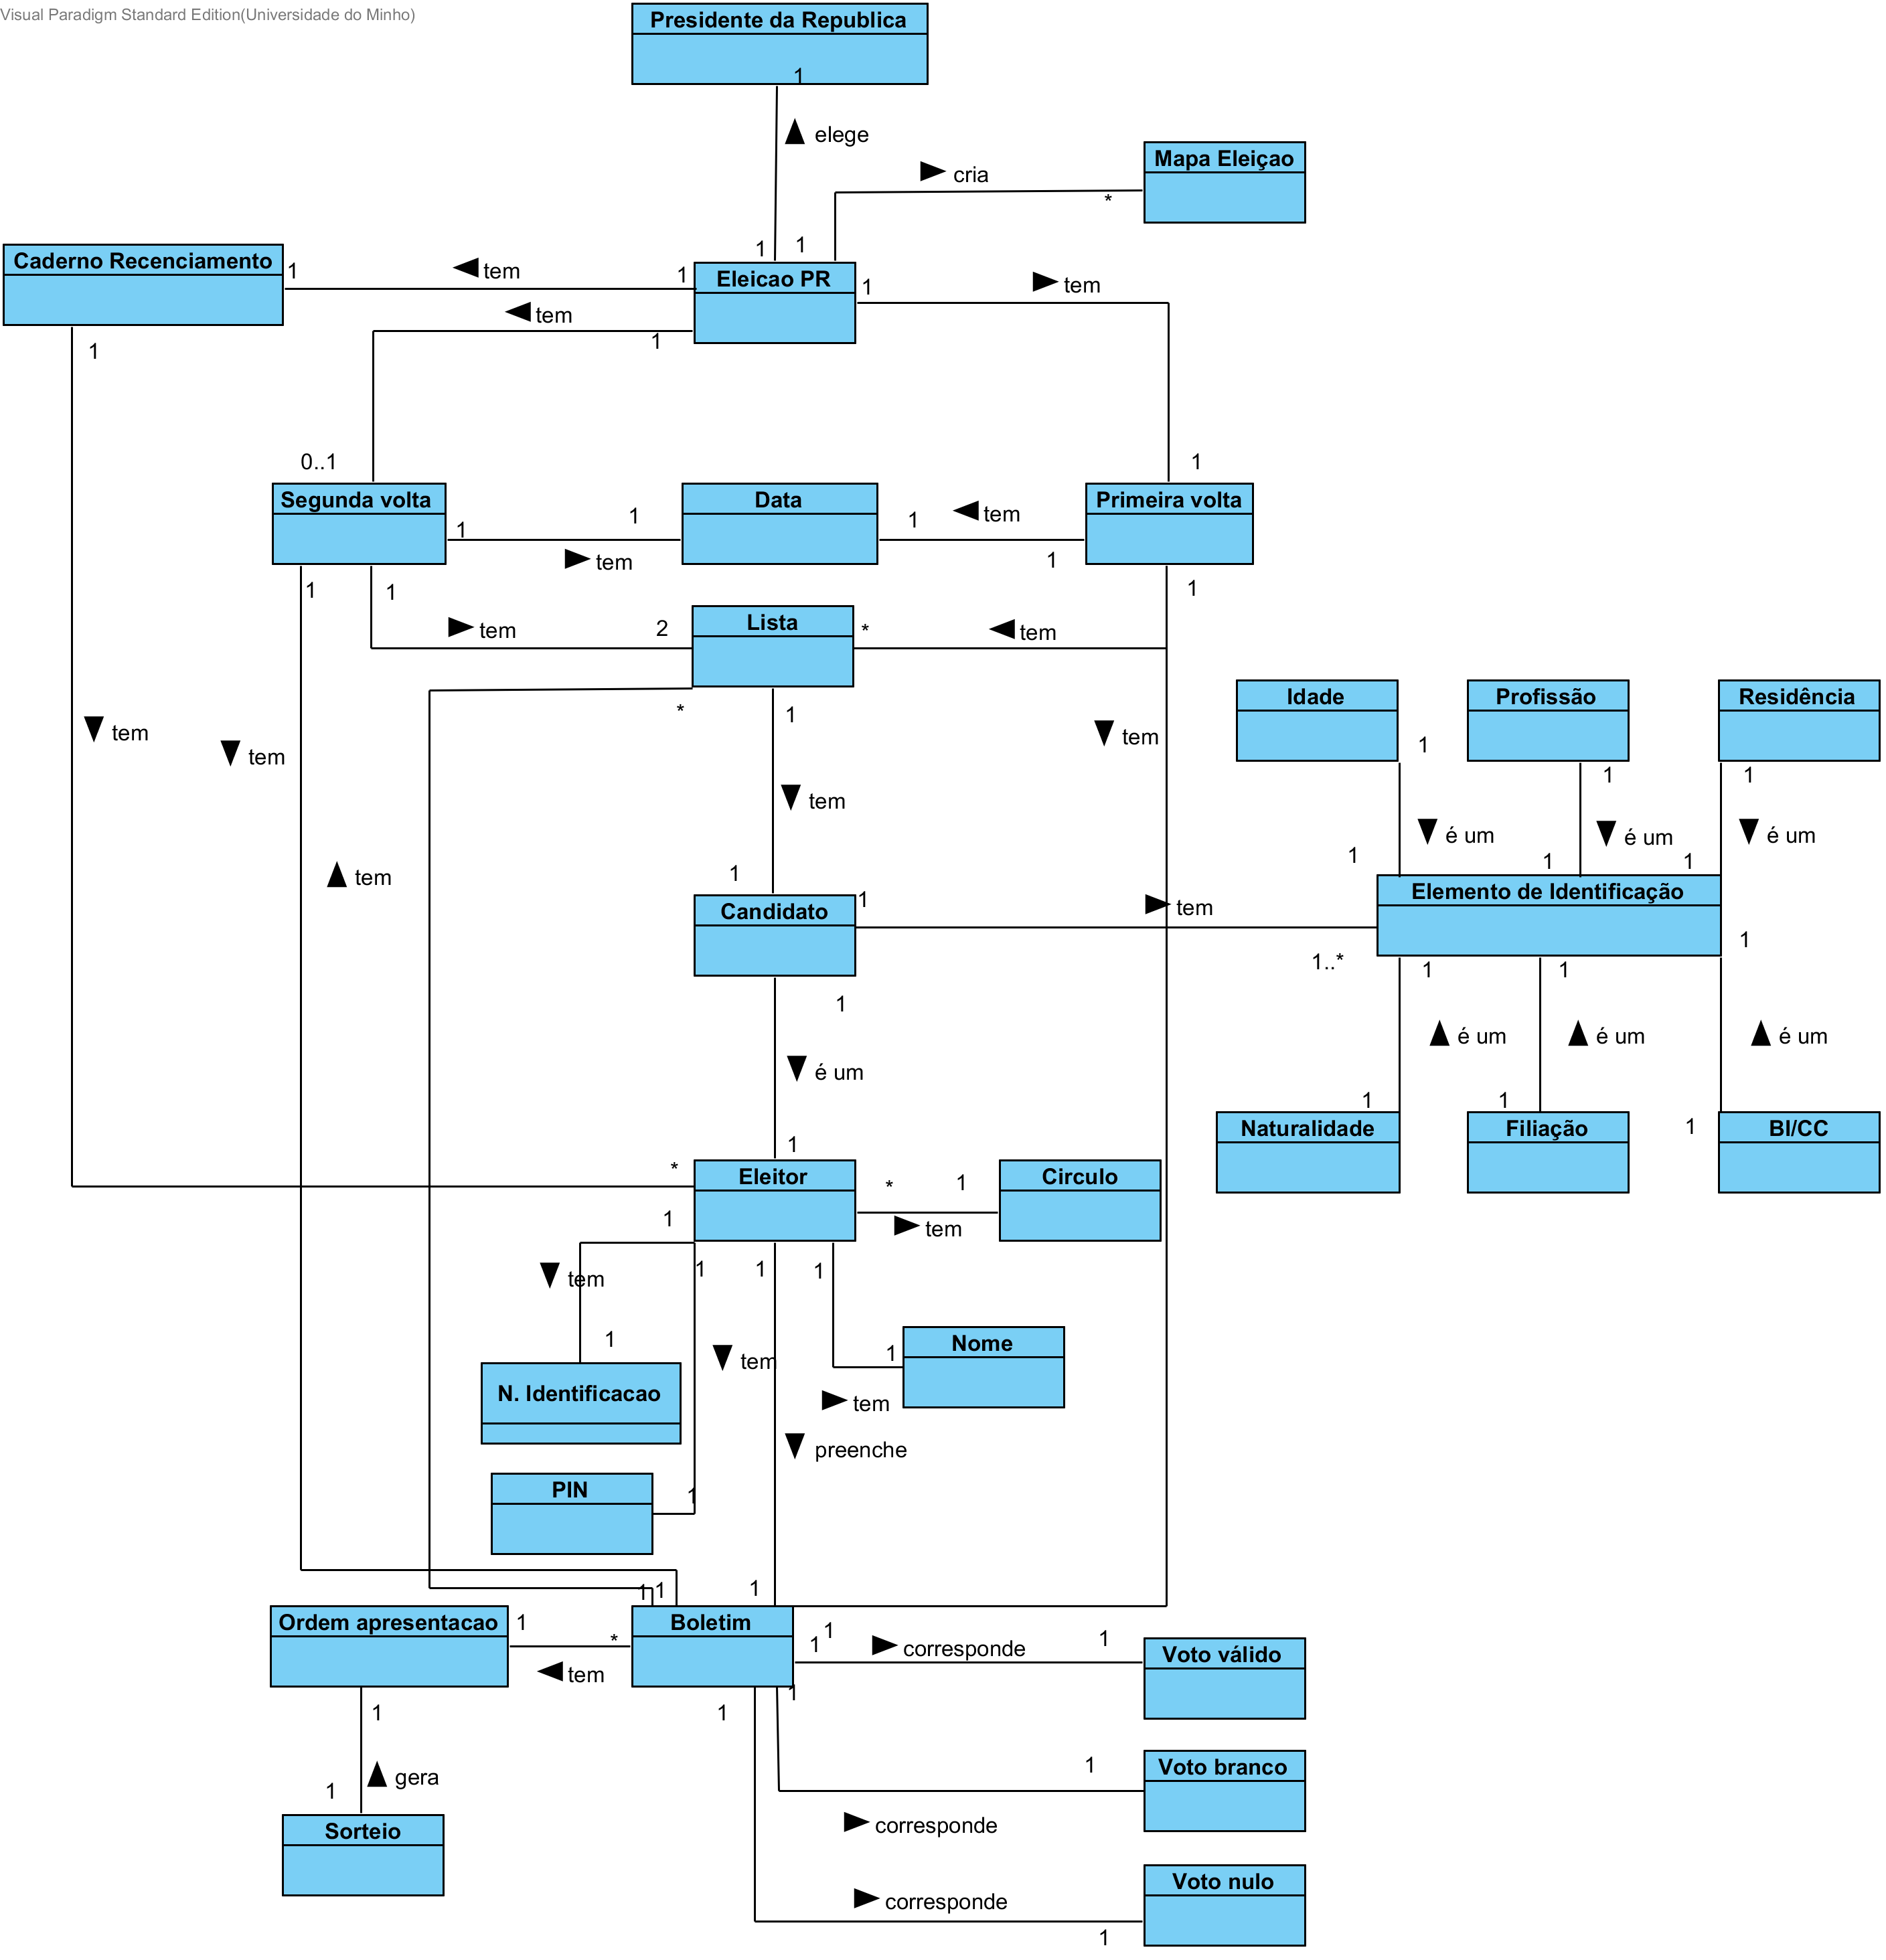 Visual Paradigm Standard Edition(Universidade do Minho)
Presidente da Republica
1
elege
Mapa Eleiçao
cria
*
1
1
Caderno Recenciamento
1
tem
1
Eleicao PR
1
tem
tem
1
1
0..1
1
Segunda volta
Data
Primeira volta
1
1
tem
1
tem
1
1
1
1
tem
2
Lista
*
tem
*
1
tem
tem
tem
tem
Idade
Profissão
Residência
1
1
1
tem
é um
é um
é um
1
1
1
tem
1
Candidato
1
tem
Elemento de Identificação
1
1..*
1
1
1
é um
é um
é um
é um
1
1
1
1
Naturalidade
Filiação
BI/CC
1
*
Eleitor
*
1
Circulo
tem
1
1
1
1
tem
1
N. Identificacao
tem
Nome
1
tem
preenche
PIN
1
1
1
1
Ordem apresentacao
1
*
tem
Boletim
1
1
corresponde
1
Voto válido
1
1
1
gera
1
Sorteio
1
Voto branco
corresponde
corresponde
Voto nulo
1